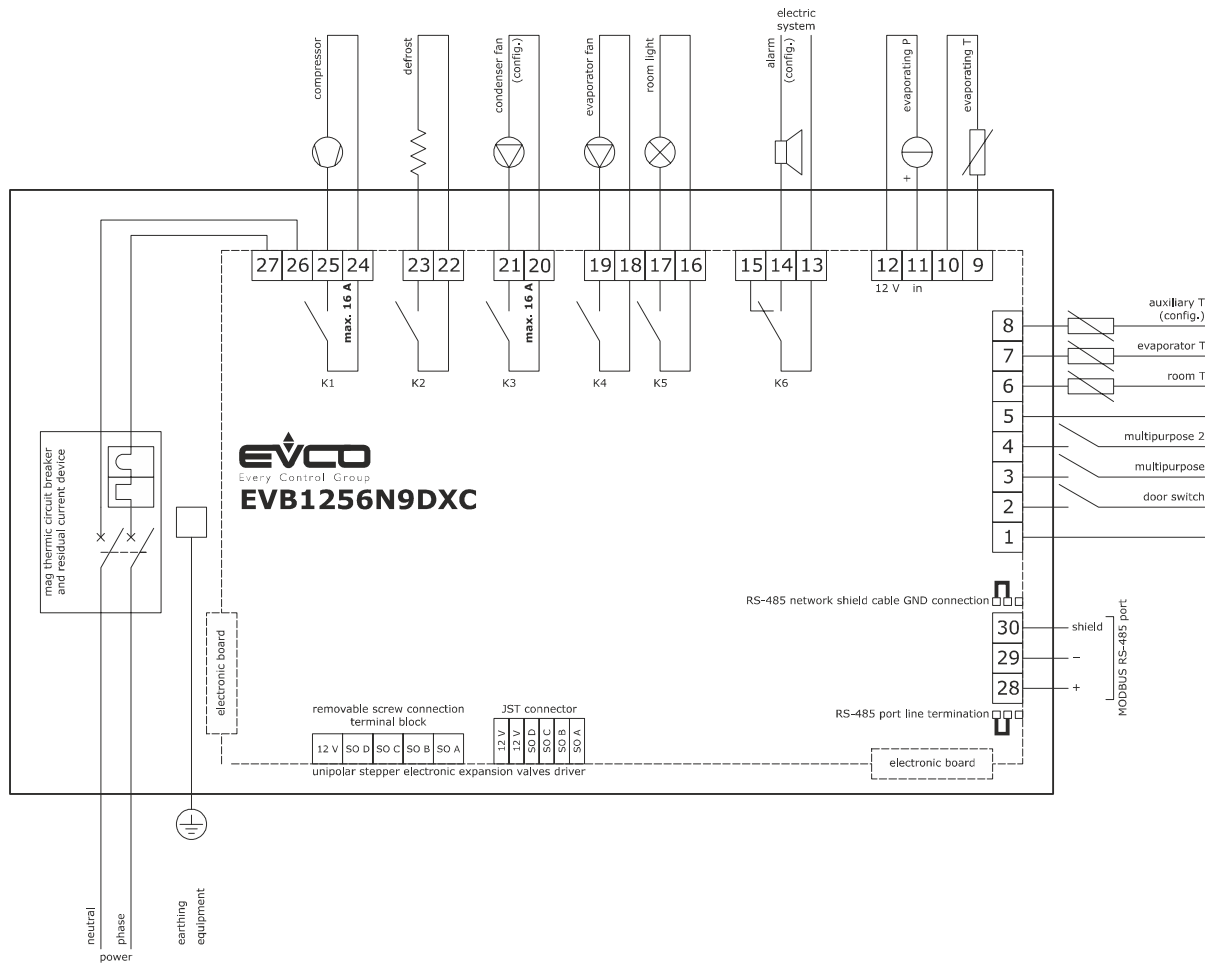 electric
system
compressor
defrost
condenser fan
(config.)
evaporator fan
room light
alarm
(config.)
evaporating P
evaporating T
+
27 26 25 24 23 22 21 20 19 18 17 16 15 14 13 12 11 10 9
12 V in
max. 16 A
max. 16 A
K1 K2 K3 K4 K5 K6
auxiliary T
(config.)
8
evaporator T
7
room T
6
5
multipurpose 2
4
multipurpose
3
door switch
2
1
mag thermic circuit breaker
and residual current device
EVCO
Every Control Group
EVB1256N9DXC
RS-485 network shield cable GND connection
30 shield
29 −
28 +
MODBUS RS-485 port
RS-485 port line termination
electronic board
removable screw connection
terminal block
12 V SO D SO C SO B SO A
JST connector
12 V
12 V
SO D
SO C
SO B
SO A
unipolar stepper electronic expansion valves driver
electronic board
neutral
phase
power
earthing
equipment